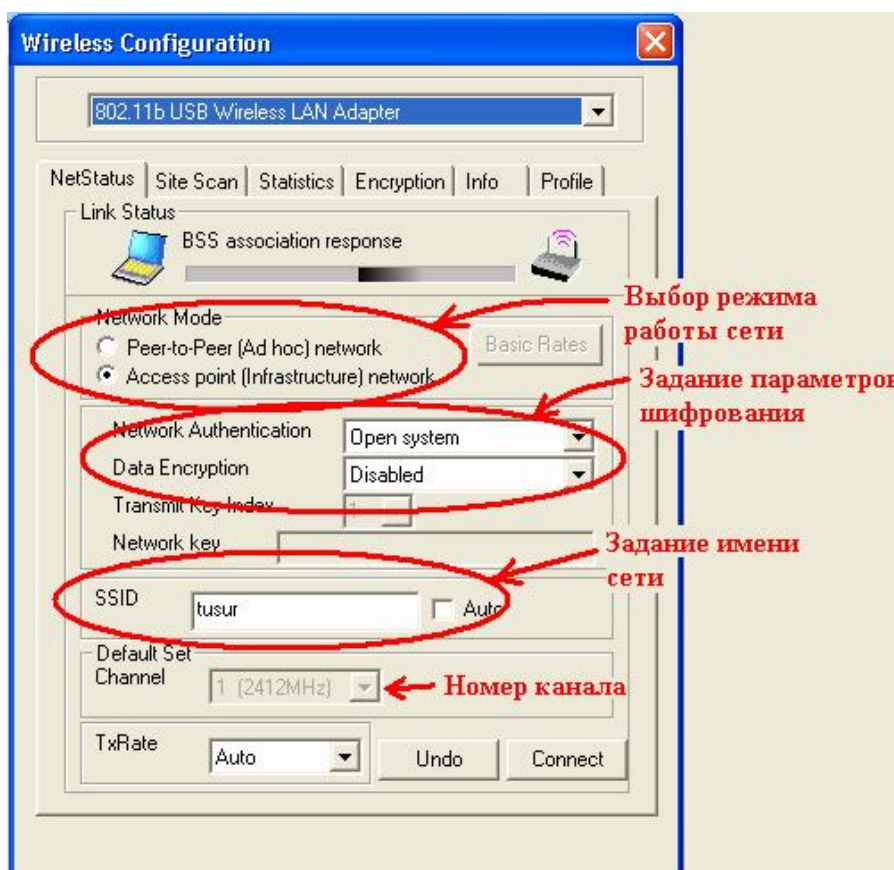 Wireless Configuration
802.11b USB Wireless LAN Adapter
NetStatus Site Scan Statistics Encryption Info Profile
Link Status
BSS association response
Network Mode
Peer-to-Peer (Ad hoc) network
Access point (Infrastructure) network
Basic Rates
Выбор режима
работы сети
Задание параметров
шифрования
Network Authentication Open system
Data Encryption Disabled
Transmit Key Index 1
Network key
Задание имени
сети
SSID tusur Auto
Default Set
Channel 1 (2412MHz)
Номер канала
TxRate Auto Undo Connect